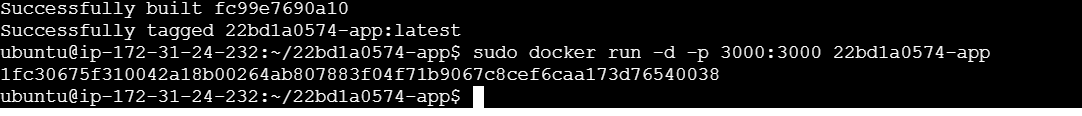 Successfully built fc99e7690a10
Successfully tagged 22bd1a0574-app:latest
ubuntu@ip-172-31-24-232:~/22bd1a0574-app$ sudo docker run -d -p 3000:3000 22bd1a0574-app
1fc30675f310042a18b00264ab807883f04f71b9067c8cef6caa173d76540038
ubuntu@ip-172-31-24-232:~/22bd1a0574-app$